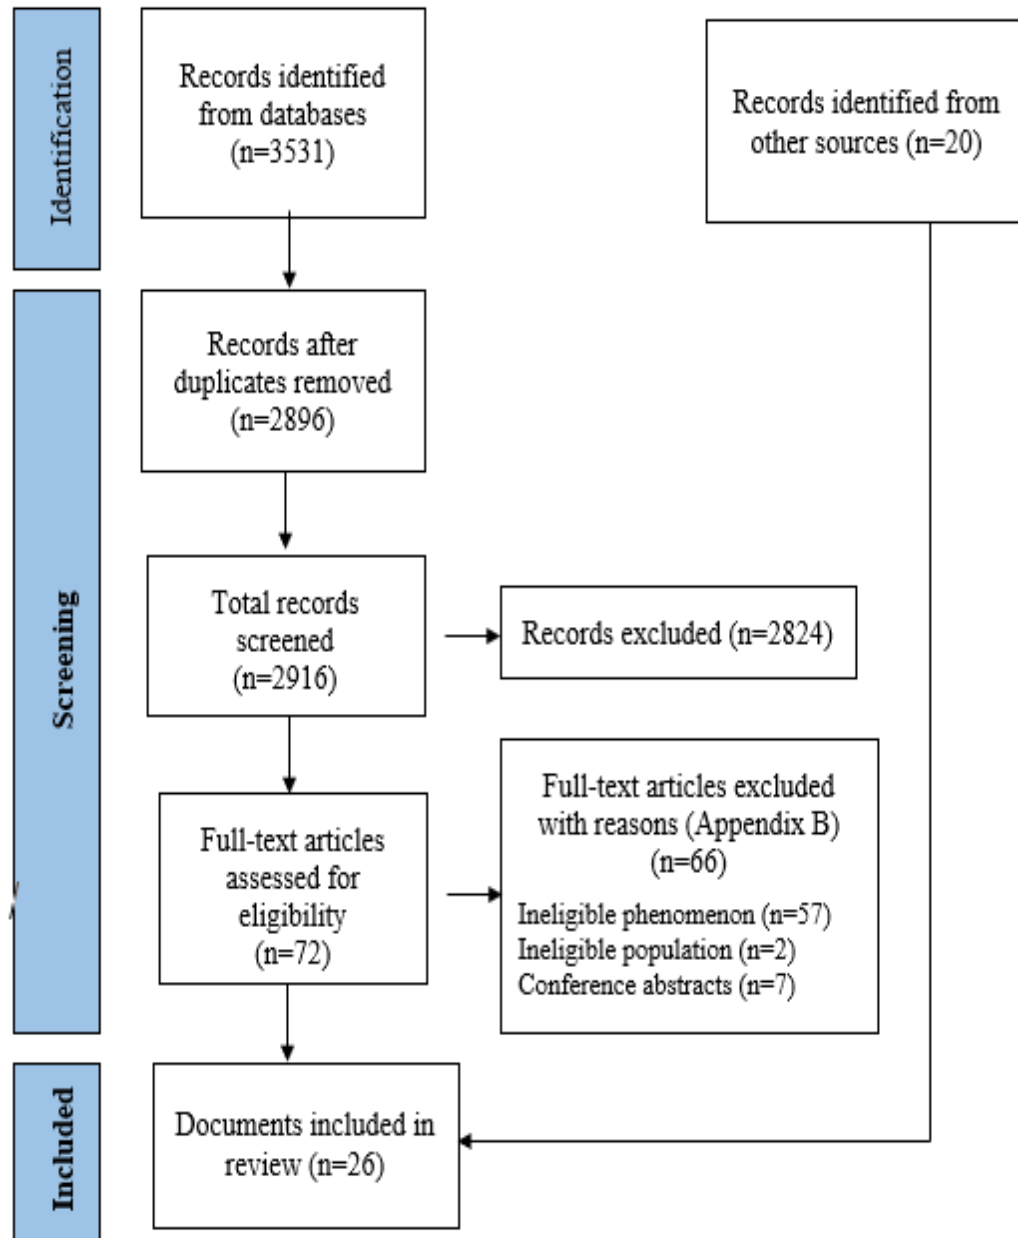 Identification
Records identified
from databases
(n=3531)
Records identified from
other sources (n=20)
Screening
Records after
duplicates removed
(n=2896)
Total records
screened
(n=2916)
Records excluded (n=2824)
Full-text articles
assessed for
eligibility
(n=72)
Full-text articles excluded
with reasons (Appendix B)
(n=66)
Ineligible phenomenon (n=57)
Ineligible population (n=2)
Conference abstracts (n=7)
Included
Documents included in
review (n=26)